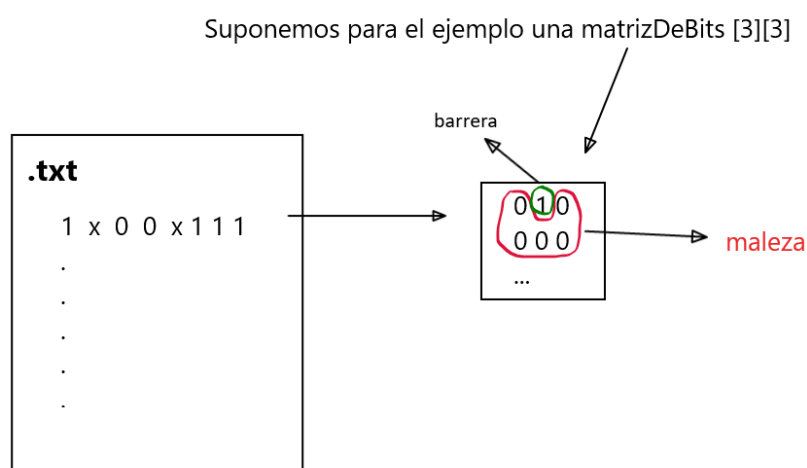 Suponemos para el ejemplo una matrizDeBits [3][3]
barrera
.txt
1 x 0 0 x 1 1 1
.
.
.
.
.
0 1 0
0 0 0
...
maleza